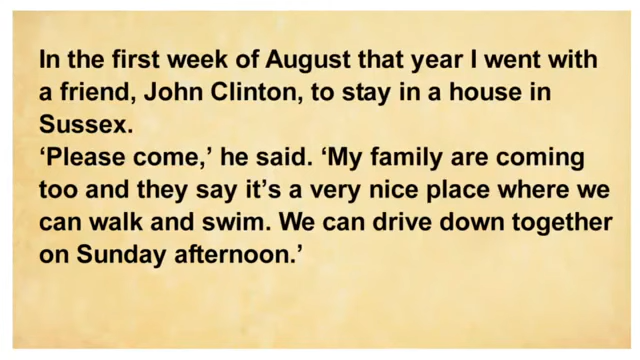 In the first week of August that year I went with
a friend, John Clinton, to stay in a house in
Sussex.
‘Please come,’ he said. ‘My family are coming
too and they say it’s a very nice place where we
can walk and swim. We can drive down together
on Sunday afternoon.’